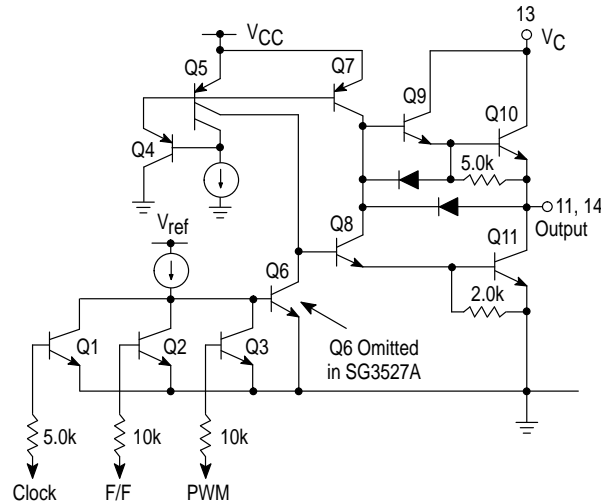 13
VCC
VC
Q5
Q7
Q9
Q10
Q4
5.0k
Q8
11, 14
Output
Vref
Q11
Q6
2.0k
Q1
Q2
Q3
Q6 Omitted
in SG3527A
5.0k
10k
10k
Clock
F/F
PWM